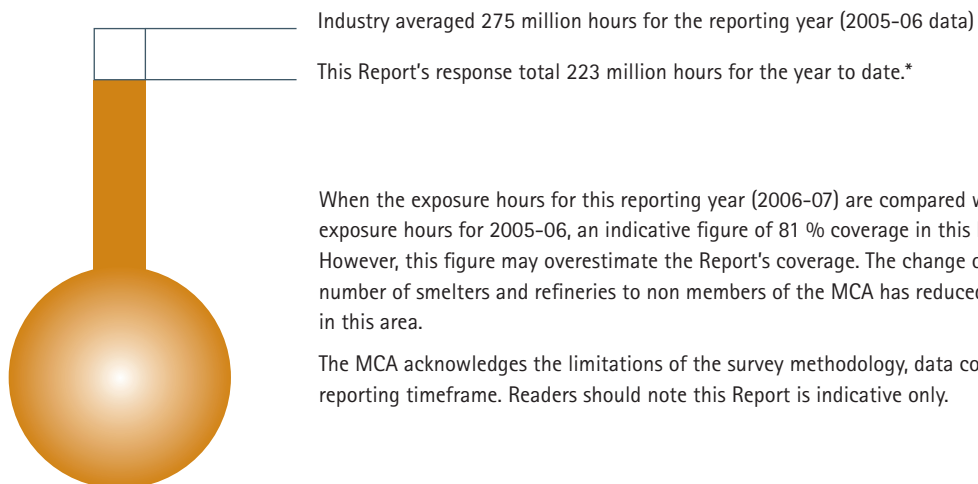 Industry averaged 275 million hours for the reporting year (2005-06 data)
This Report's response total 223 million hours for the year to date.*
When the exposure hours for this reporting year (2006-07) are compared
exposure hours for 2005-06, an indicative figure of 81 % coverage in this
However, this figure may overestimate the Report's coverage. The change
number of smelters and refineries to non members of the MCA has reduced
in this area.
The MCA acknowledges the limitations of the survey methodology, data
reporting timeframe. Readers should note this Report is indicative only.